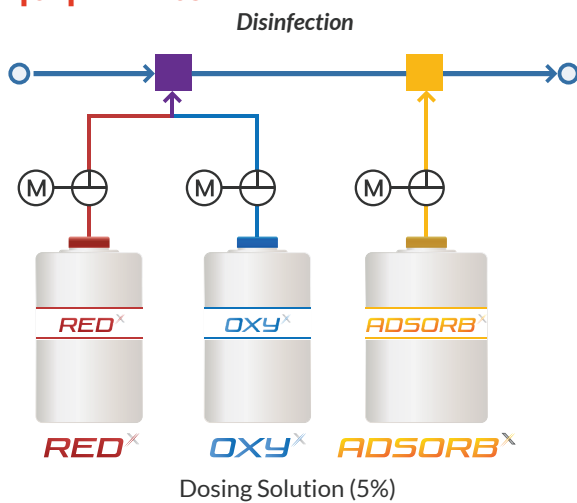 Disinfection
M M M
RED X OXY X ADSORB X
RED X OXY X ADSORB X
Dosing Solution (5%)